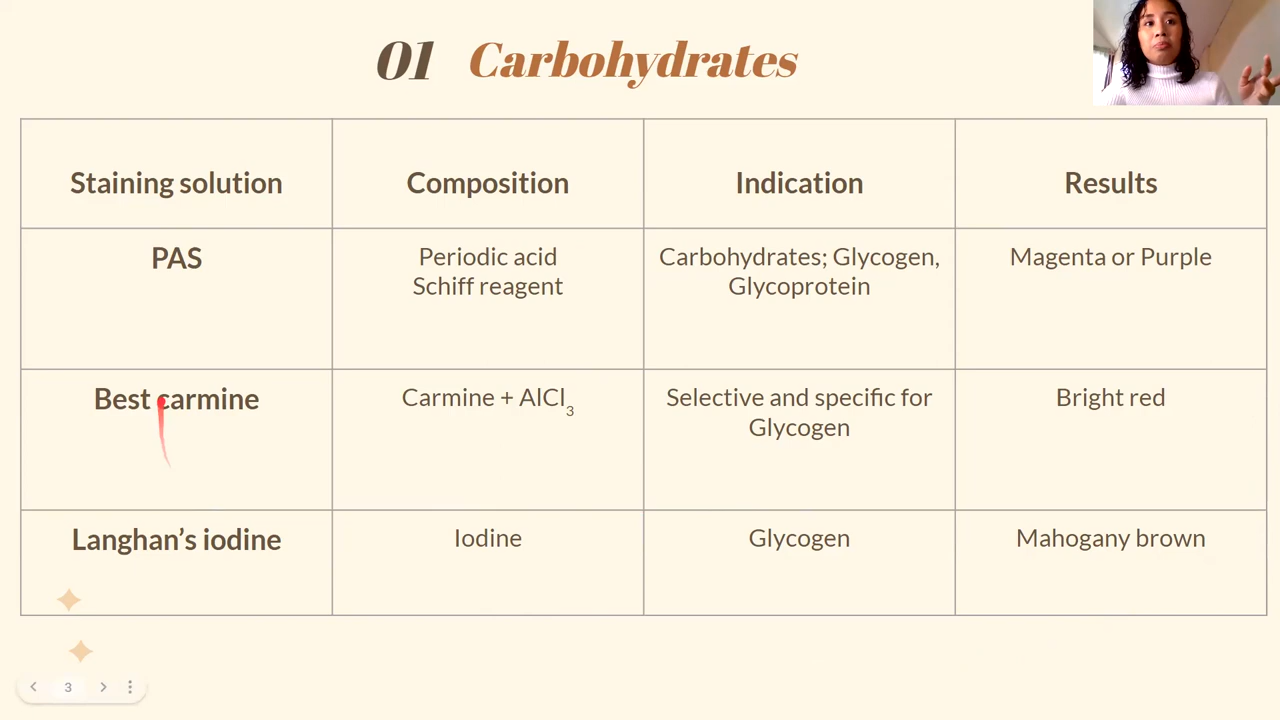 01 Carbohydrates
Staining solution
Composition
Indication
Results
PAS
Periodic acid
Schiff reagent
Carbohydrates; Glycogen,
Glycoprotein
Magenta or Purple
Best carmine
Carmine + AlCl₃
Selective and specific for
Glycogen
Bright red
Langhan’s iodine
Iodine
Glycogen
Mahogany brown
3